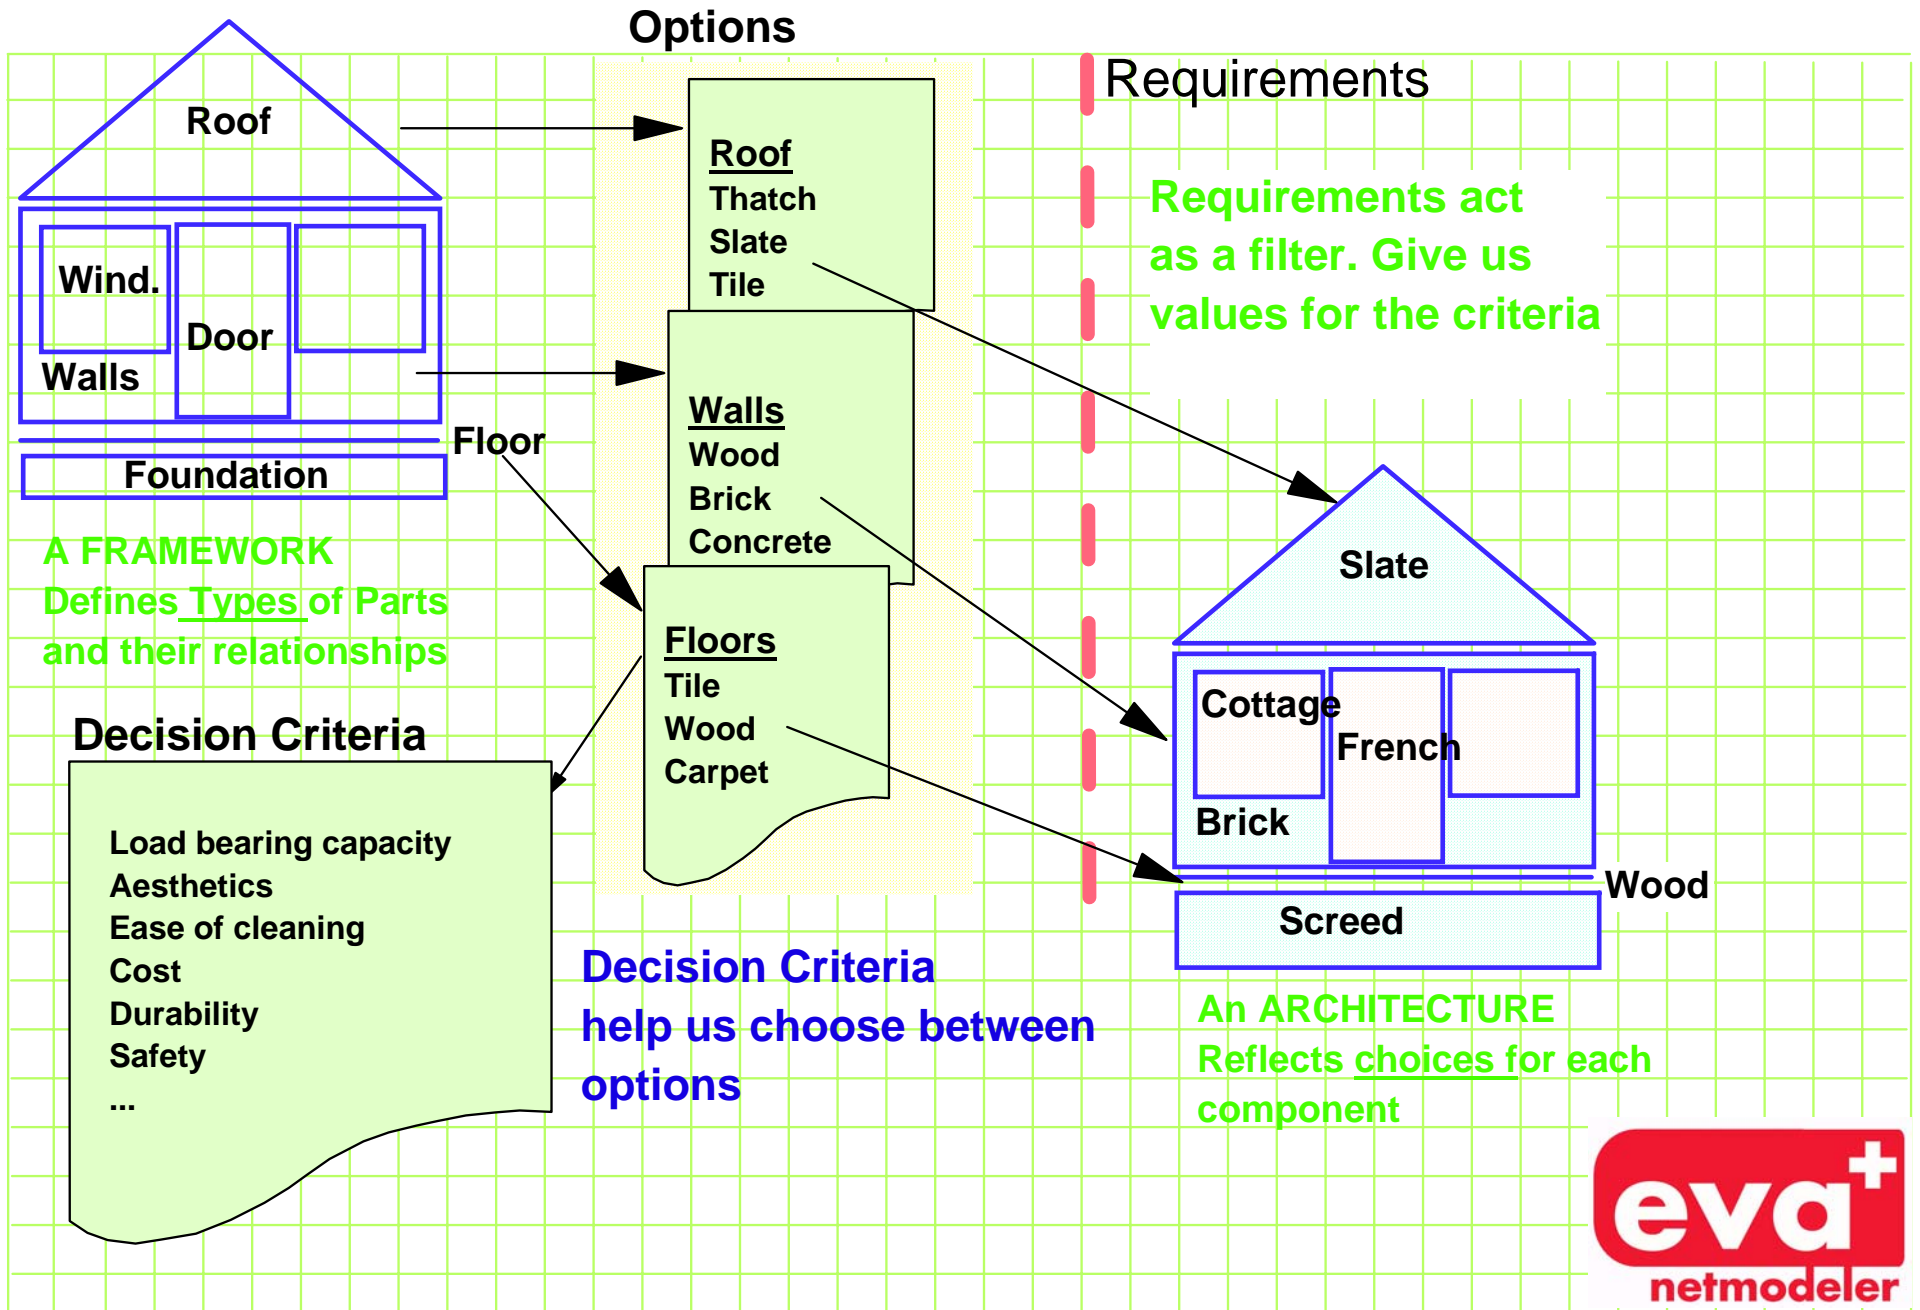 Options
Requirements
Roof
Wind.
Door
Walls
Floor
Foundation
A FRAMEWORK
Defines Types of Parts
and their relationships
Roof
Thatch
Slate
Tile
Walls
Wood
Brick
Concrete
Floors
Tile
Wood
Carpet
Requirements act
as a filter. Give us
values for the criteria
Decision Criteria
Load bearing capacity
Aesthetics
Ease of cleaning
Cost
Durability
Safety
...
Decision Criteria
help us choose between
options
Slate
Cottage
French
Brick
Wood
Screed
An ARCHITECTURE
Reflects choices for each
component
eva+
netmodeler